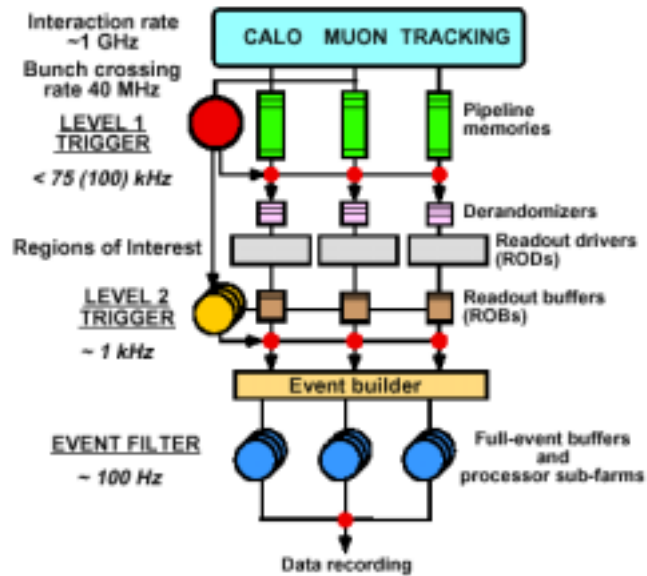 Interaction rate
~1 GHz
CALO MUON TRACKING
Bunch crossing
rate 40 MHz
LEVEL 1
TRIGGER
< 75 (100) kHz
Pipeline
memories
Derandomizers
Regions of Interest
Readout drivers
(RODs)
LEVEL 2
TRIGGER
~ 1 kHz
Readout buffers
(ROBs)
Event builder
EVENT FILTER
~ 100 Hz
Full-event buffers
and
processor sub-farms
Data recording